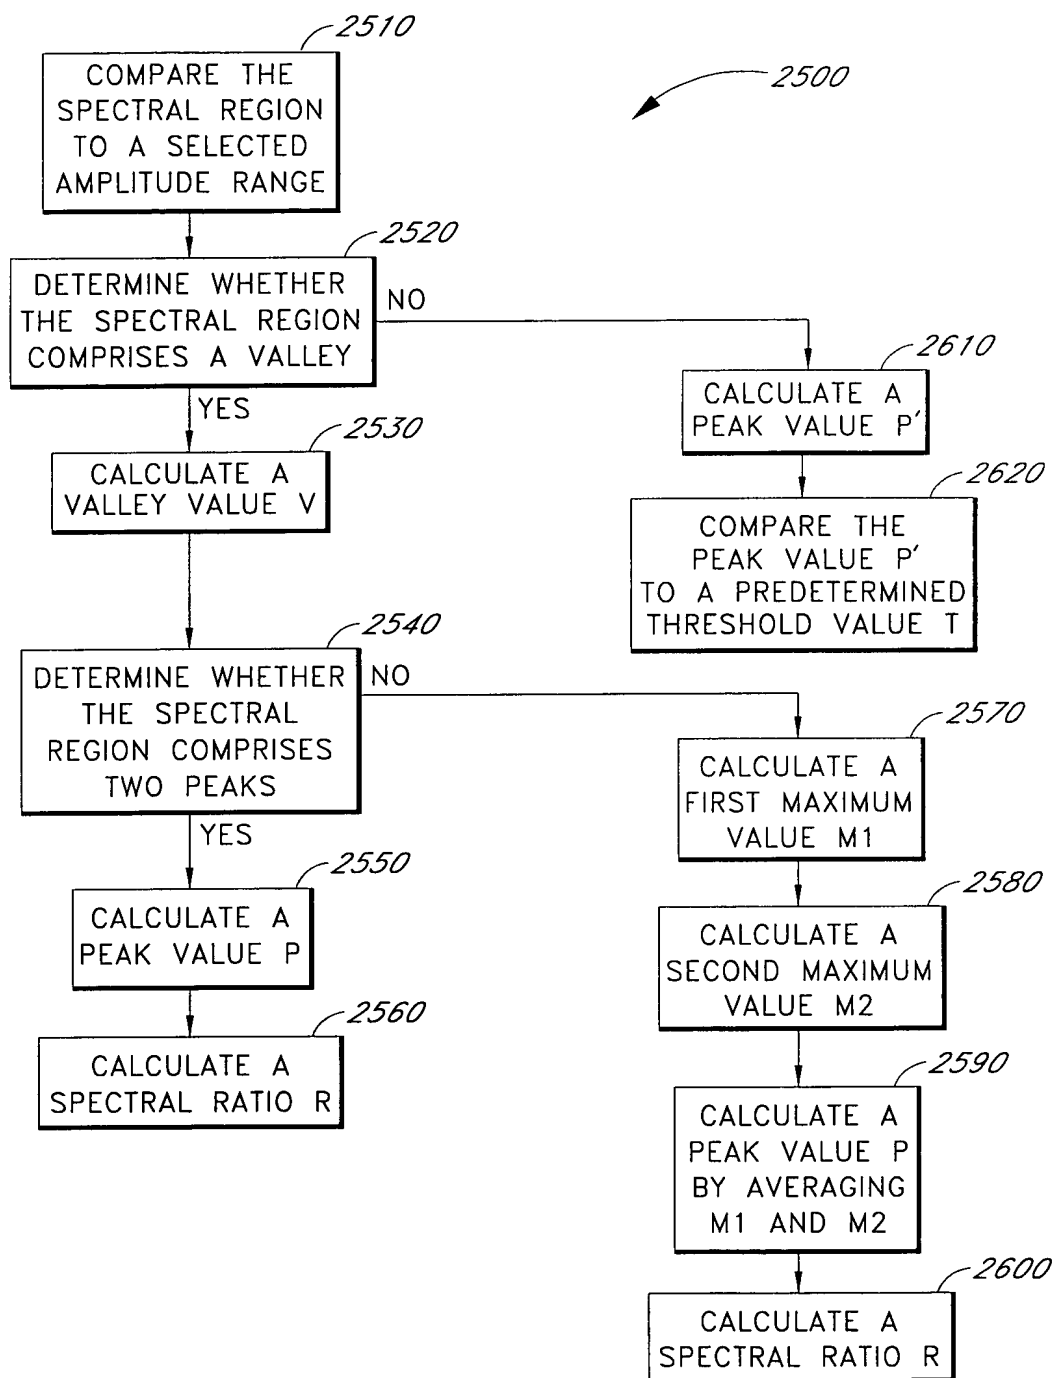 2510
COMPARE THE
SPECTRAL REGION
TO A SELECTED
AMPLITUDE RANGE
2500
2520
DETERMINE WHETHER
THE SPECTRAL REGION
COMPRISES A VALLEY
NO
YES
2610
CALCULATE A
PEAK VALUE P'
2530
CALCULATE A
VALLEY VALUE V
2620
COMPARE THE
PEAK VALUE P'
TO A PREDETERMINED
THRESHOLD VALUE T
2540
DETERMINE WHETHER
THE SPECTRAL
REGION COMPRISES
TWO PEAKS
NO
YES
2570
CALCULATE A
FIRST MAXIMUM
VALUE M1
2550
CALCULATE A
PEAK VALUE P
2580
CALCULATE A
SECOND MAXIMUM
VALUE M2
2560
CALCULATE A
SPECTRAL RATIO R
2590
CALCULATE A
PEAK VALUE P
BY AVERAGING
M1 AND M2
2600
CALCULATE A
SPECTRAL RATIO R